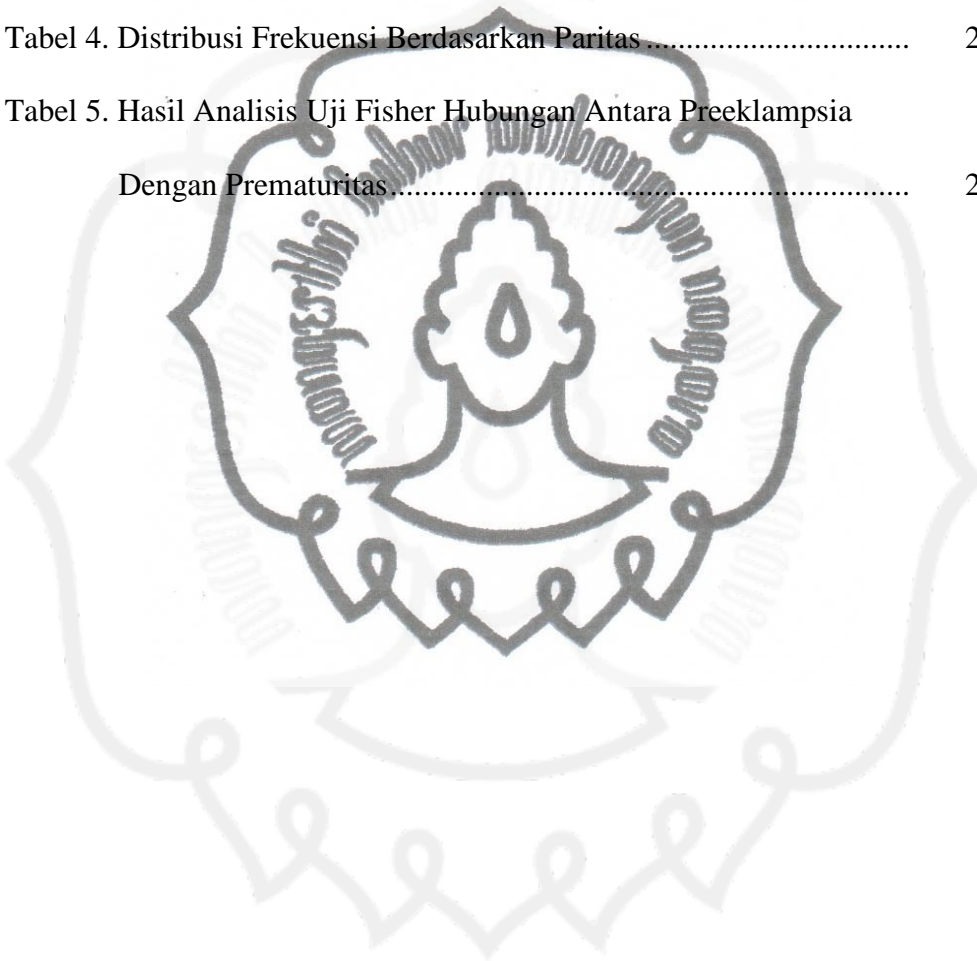 Tabel 4. Distribusi Frekuensi Berdasarkan Paritas ................................ 2
Tabel 5. Hasil Analisis Uji Fisher Hubungan Antara Preeklampsia
Dengan Prematuritas ................................................................ 2